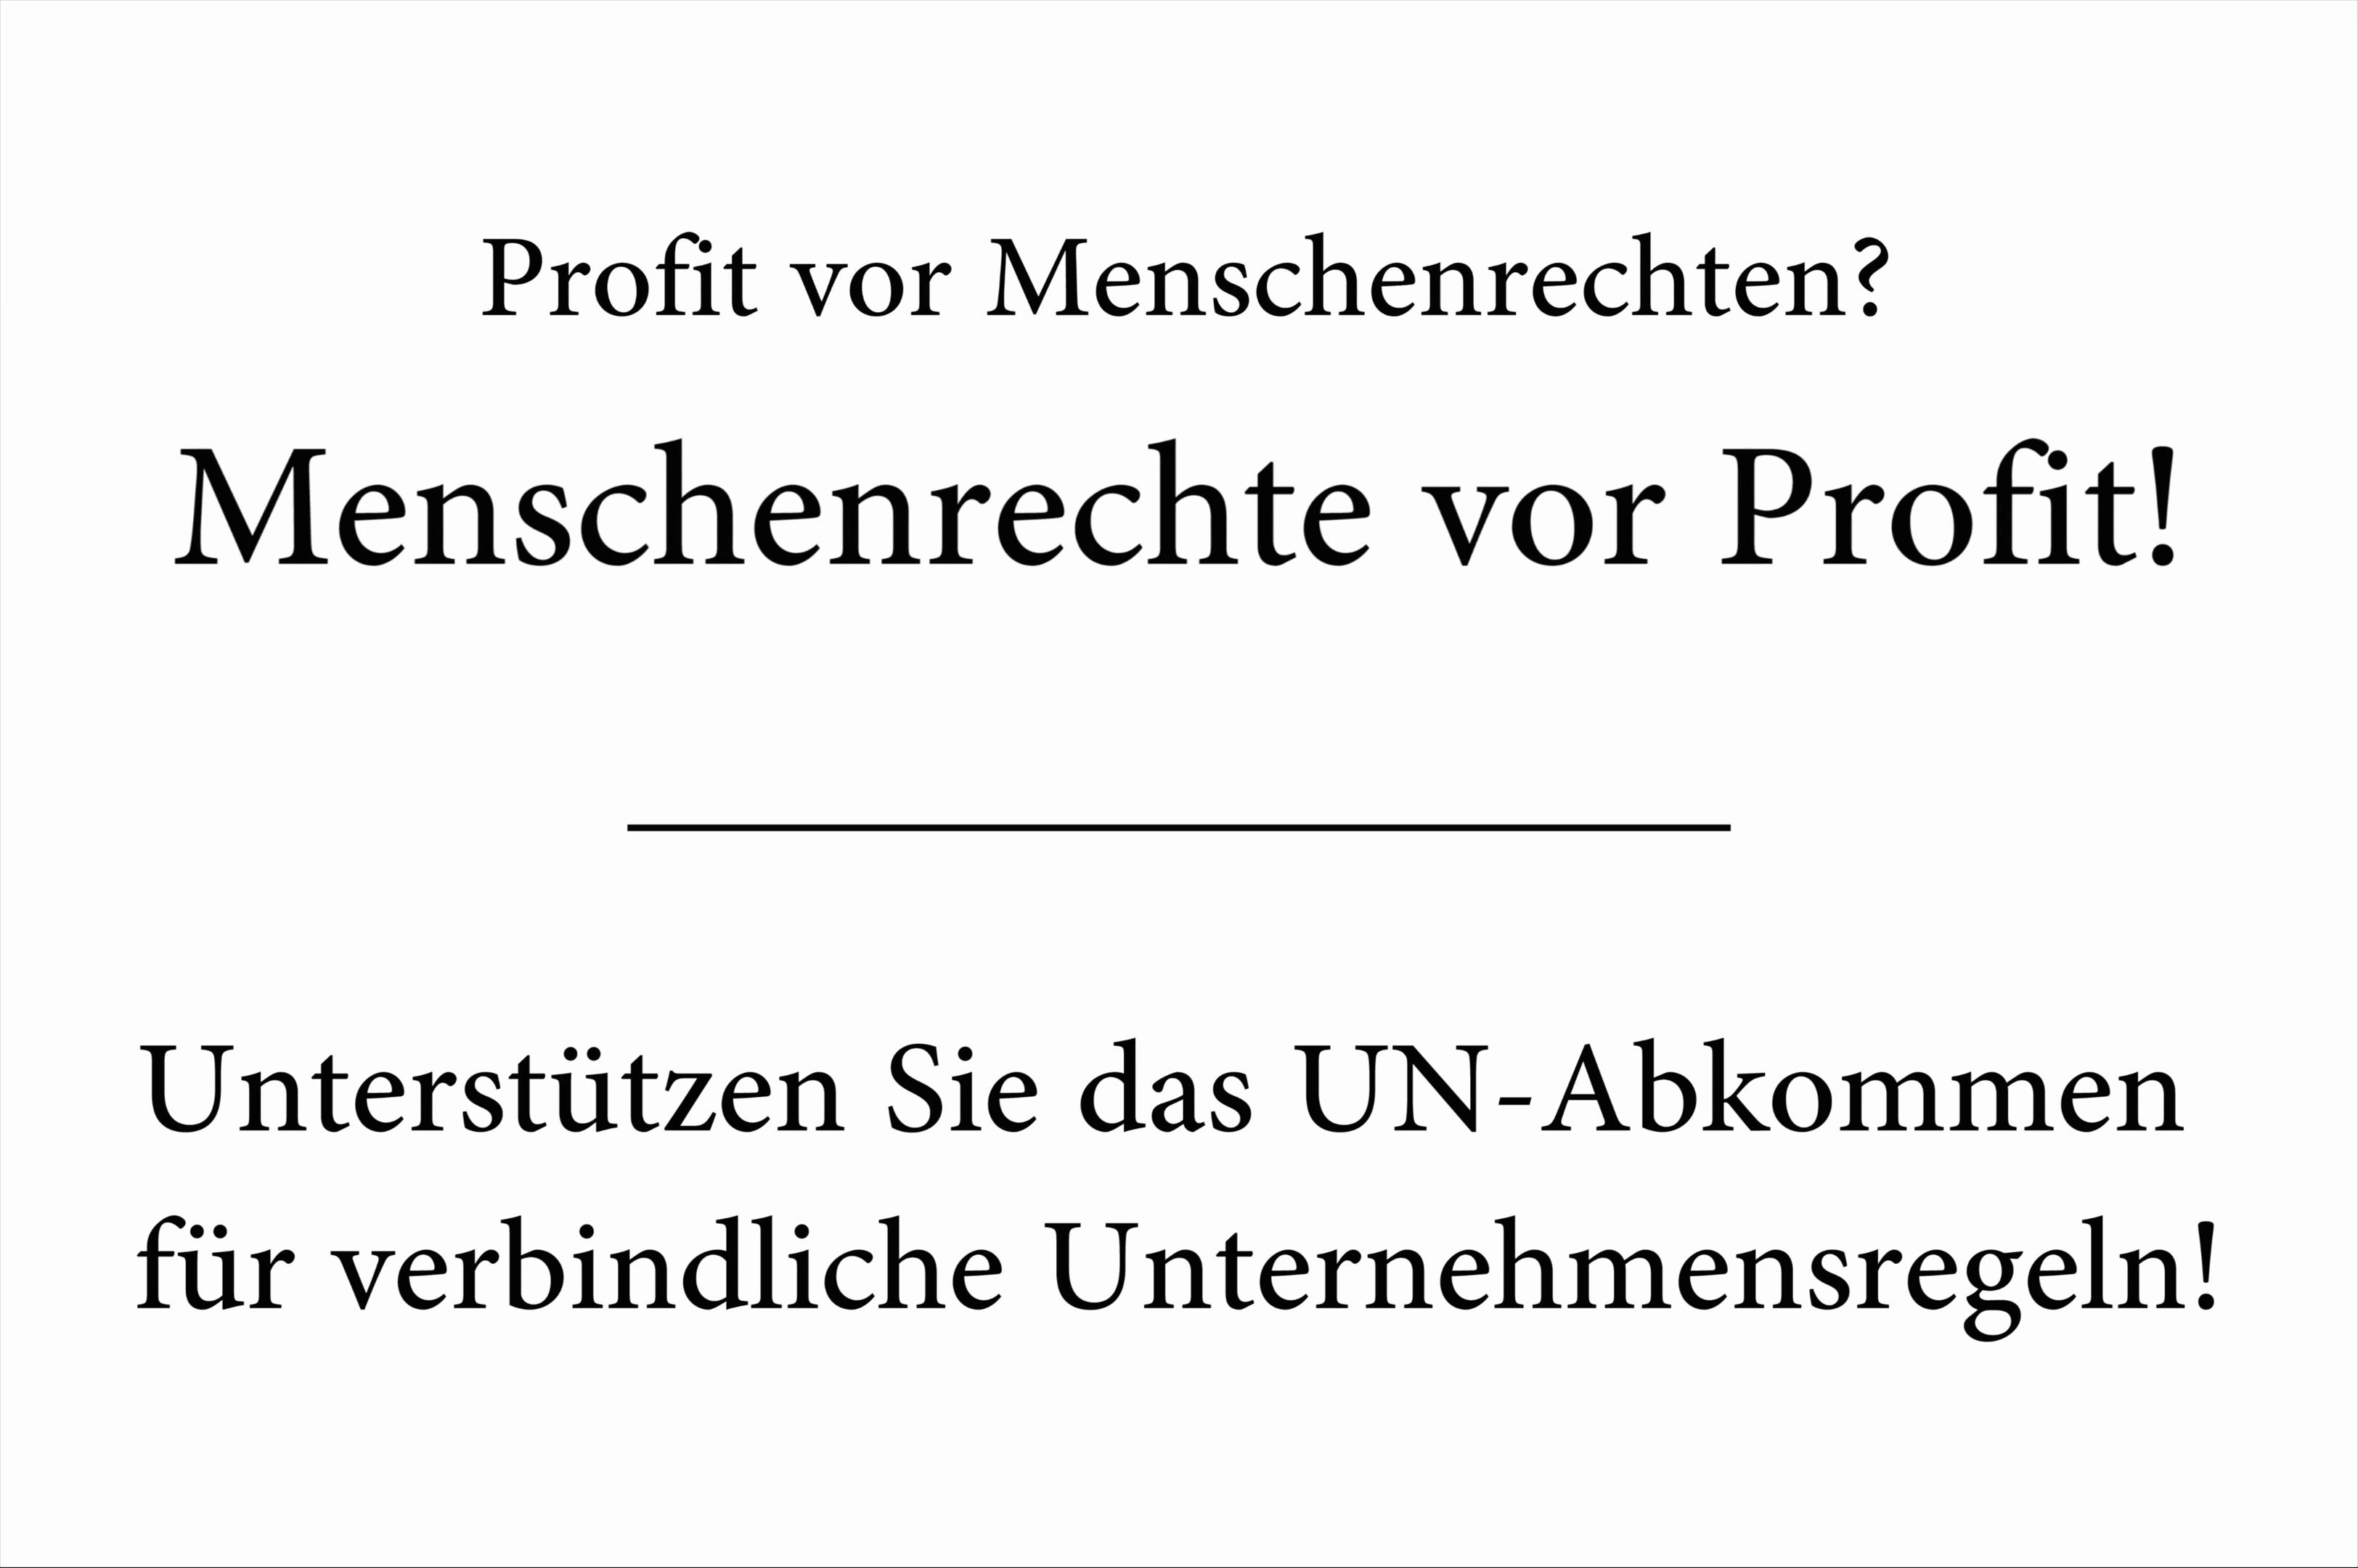 Profit vor Menschenrechten?
Menschenrechte vor Profit!
Unterstützen Sie das UN-Abkommen
für verbindliche Unternehmensregeln!